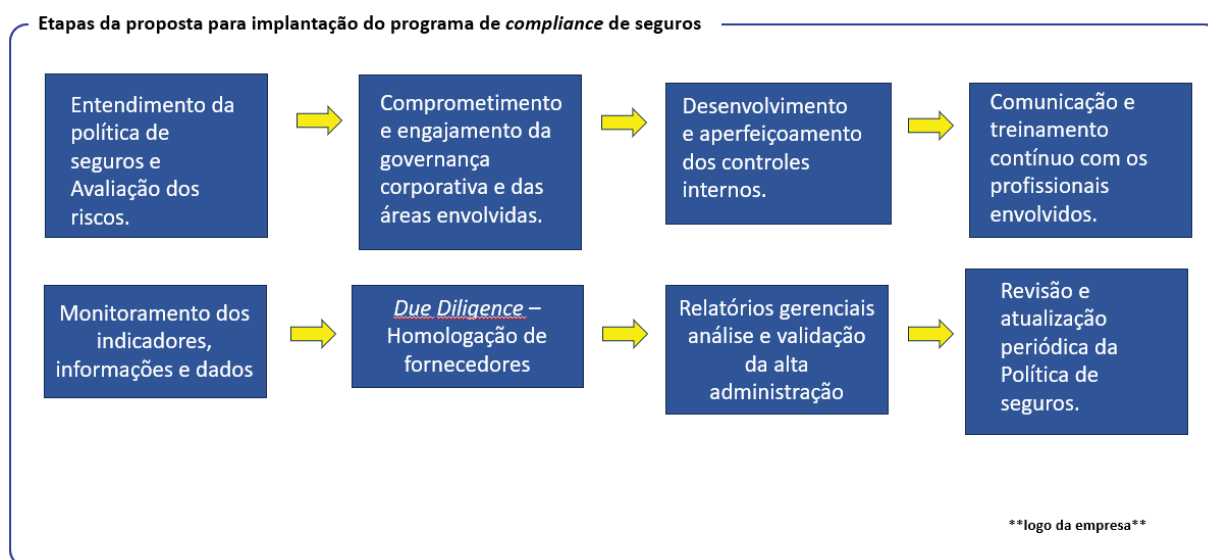 Etapas da proposta para implantação do programa de compliance de seguros
Entendimento da
política de
seguros e
Avaliação dos
riscos.
Comprometimento
e engajamento da
governança
corporativa e das
áreas envolvidas.
Desenvolvimento
e aperfeiçoamento
dos controles
internos.
Comunicação e
treinamento
contínuo com os
profissionais
envolvidos.
Monitoramento dos
indicadores,
informações e dados
Due Diligence –
Homologação de
fornecedores
Relatórios gerenciais
análise e validação
da alta
administração
Revisão e
atualização
periódica da
Política de
seguros.
**logo da empresa**